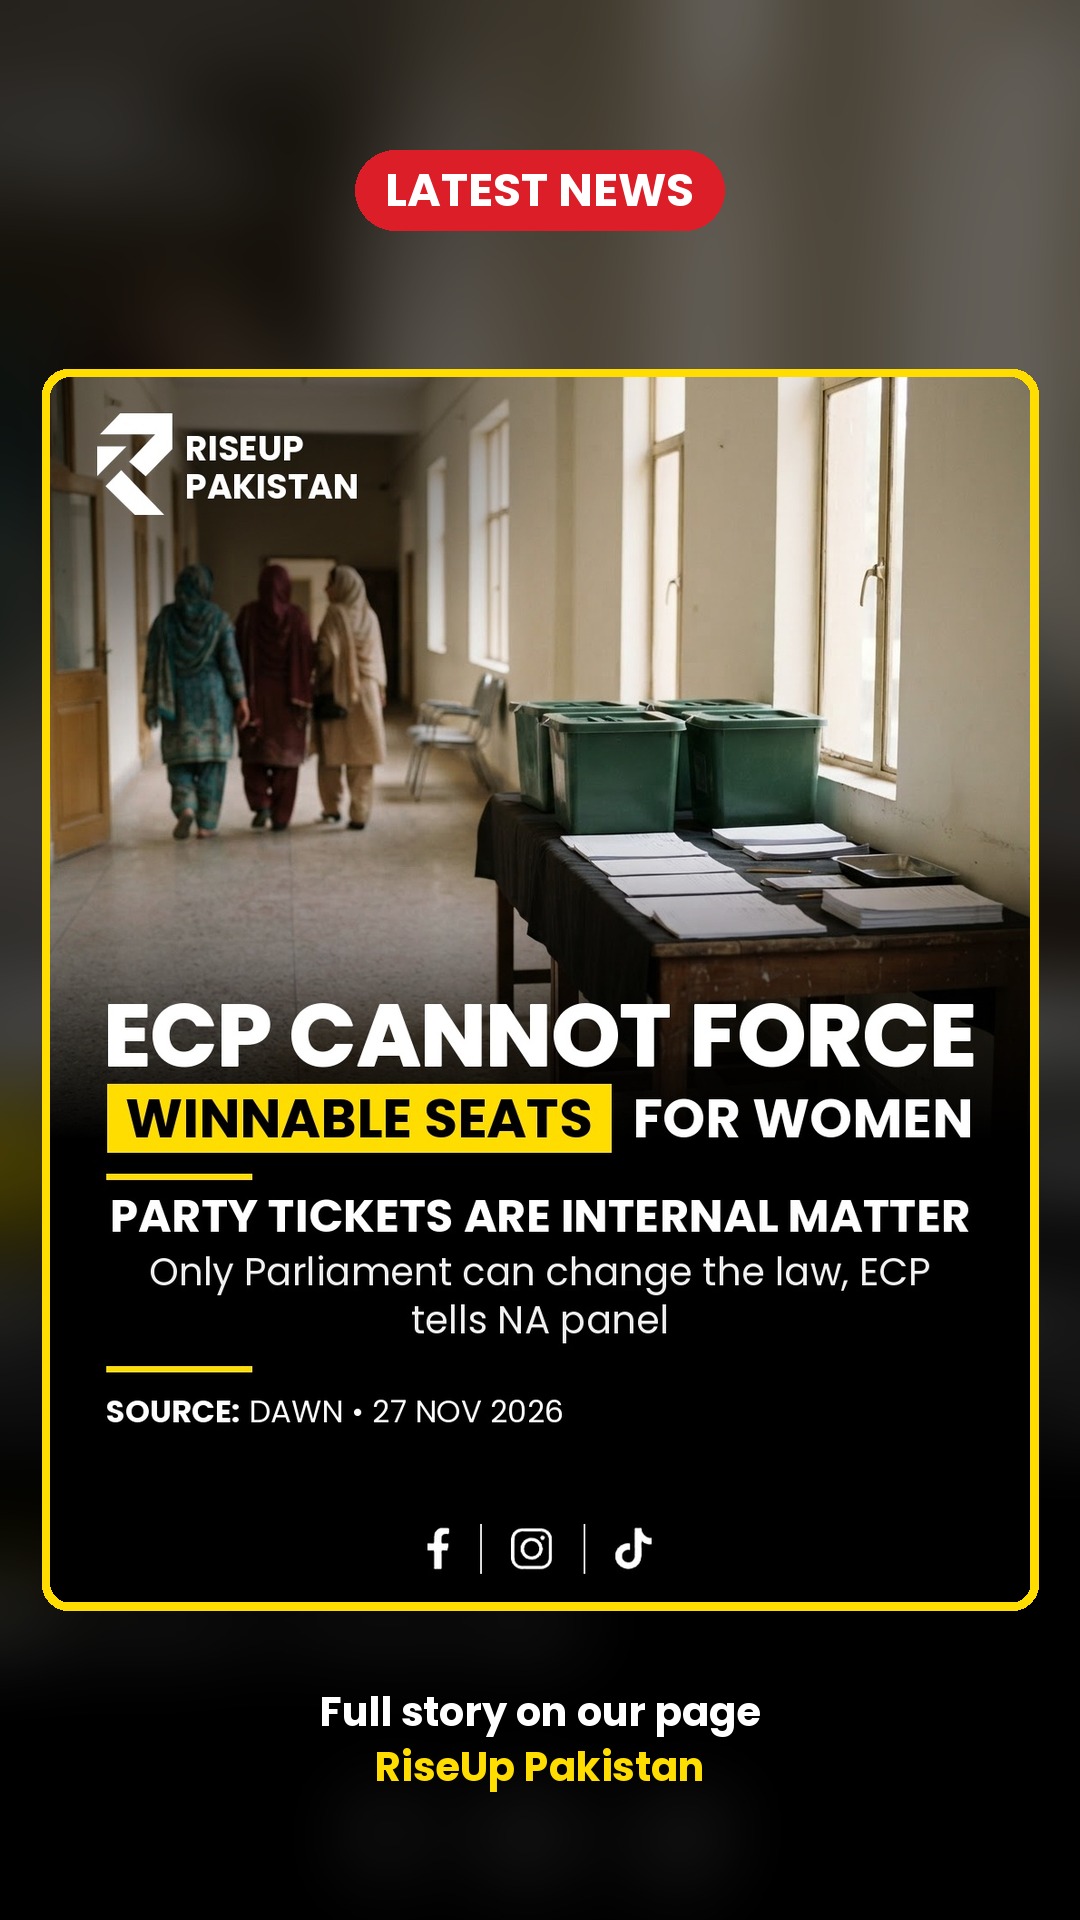 LATEST NEWS
RISEUP
PAKISTAN
ECP CANNOT FORCE
WINNABLE SEATS FOR WOMEN
PARTY TICKETS ARE INTERNAL MATTER
Only Parliament can change the law, ECP
tells NA panel
SOURCE: DAWN • 27 NOV 2026
Full story on our page
RiseUp Pakistan